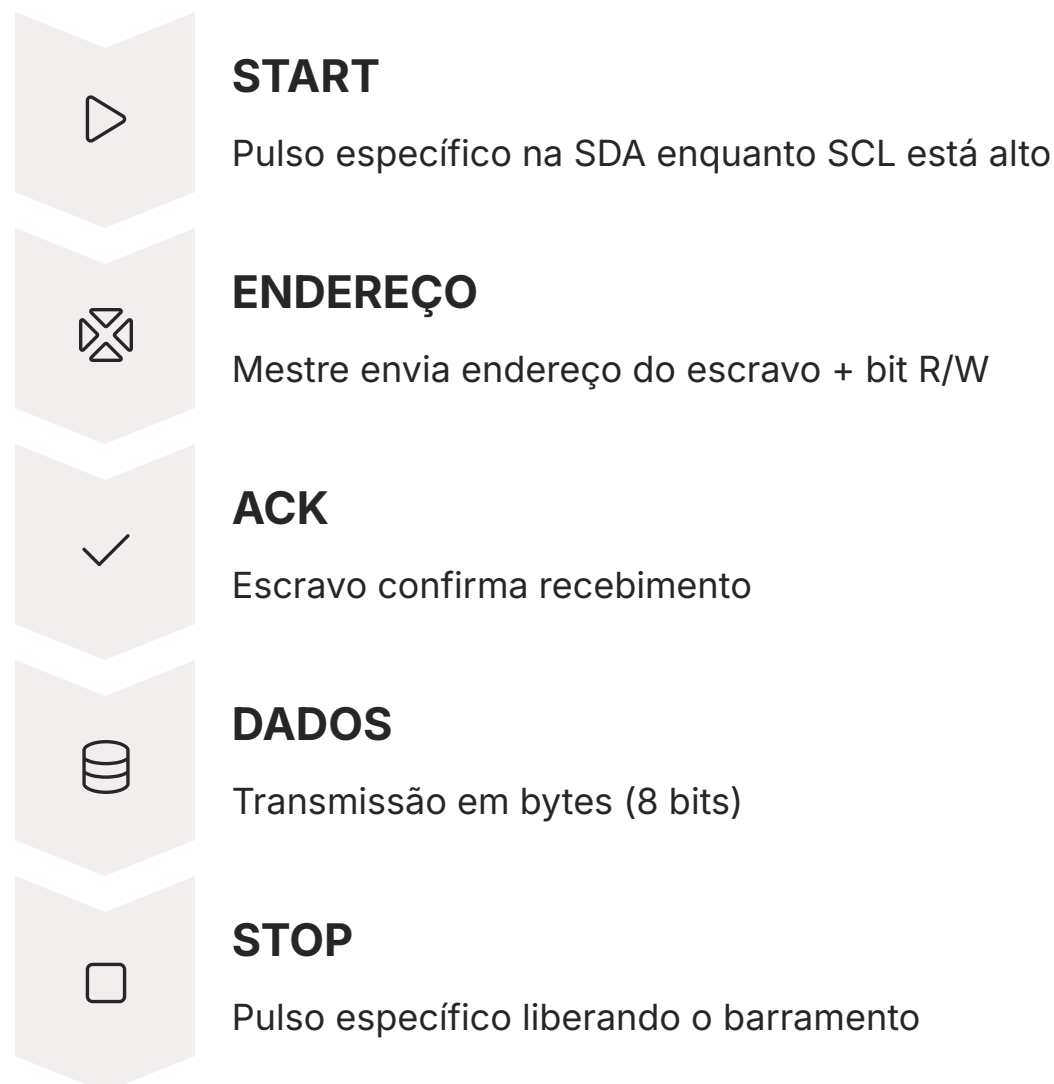 START
Pulso específico na SDA enquanto SCL está alto
ENDEREÇO
Mestre envia endereço do escravo + bit R/W
ACK
Escravo confirma recebimento
DADOS
Transmissão em bytes (8 bits)
STOP
Pulso específico liberando o barramento